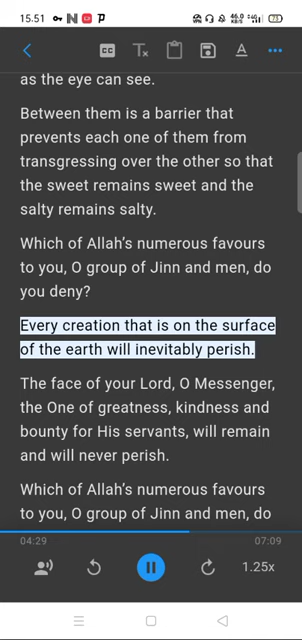 15.51
46.0
KB/s
4G
73
CC
as the eye can see.
Between them is a barrier that
prevents each one of them from
transgressing over the other so that
the sweet remains sweet and the
salty remains salty.
Which of Allah's numerous favours
to you, O group of Jinn and men, do
you deny?
Every creation that is on the surface
of the earth will inevitably perish.
The face of your Lord, O Messenger,
the One of greatness, kindness and
bounty for His servants, will remain
and will never perish.
Which of Allah's numerous favours
to you, O group of Jinn and men, do
04:29
07:09
1.25x